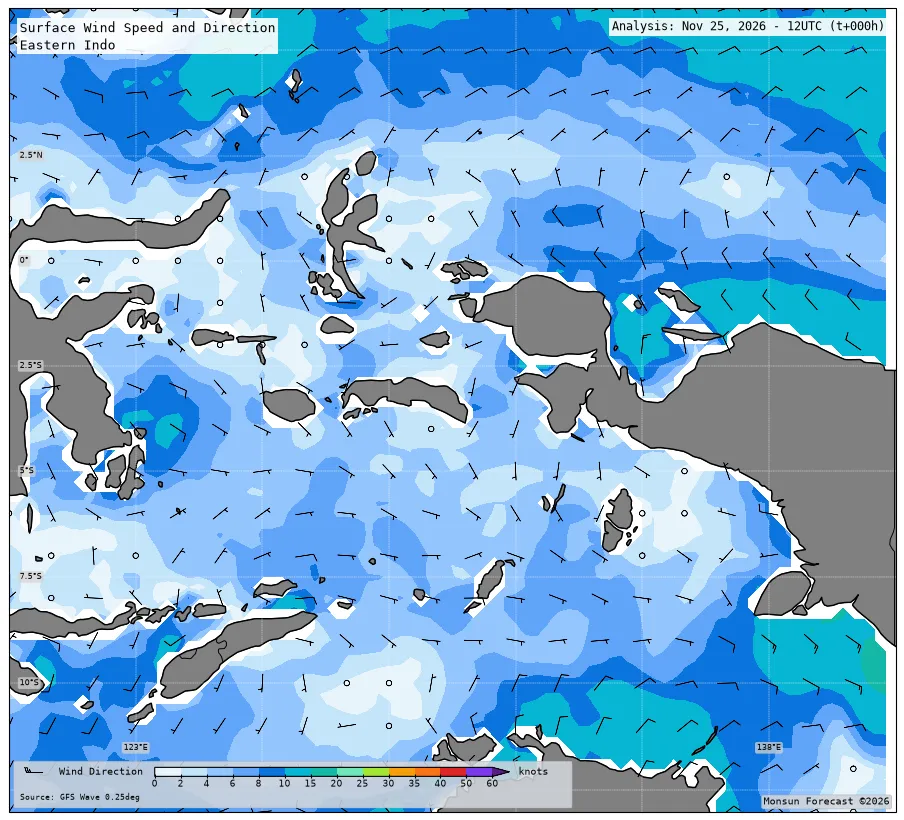 Surface Wind Speed and Direction
Eastern Indo
Analysis: Nov 25, 2026 - 12UTC (t+000h)
2.5°N
0°
2.5°S
5°S
7.5°S
10°S
123°E
138°E
Wind Direction
knots
0 2 4 6 8 10 15 20 25 30 35 40 50 60
Source: GFS Wave 0.25deg
Monsun Forecast ©2026